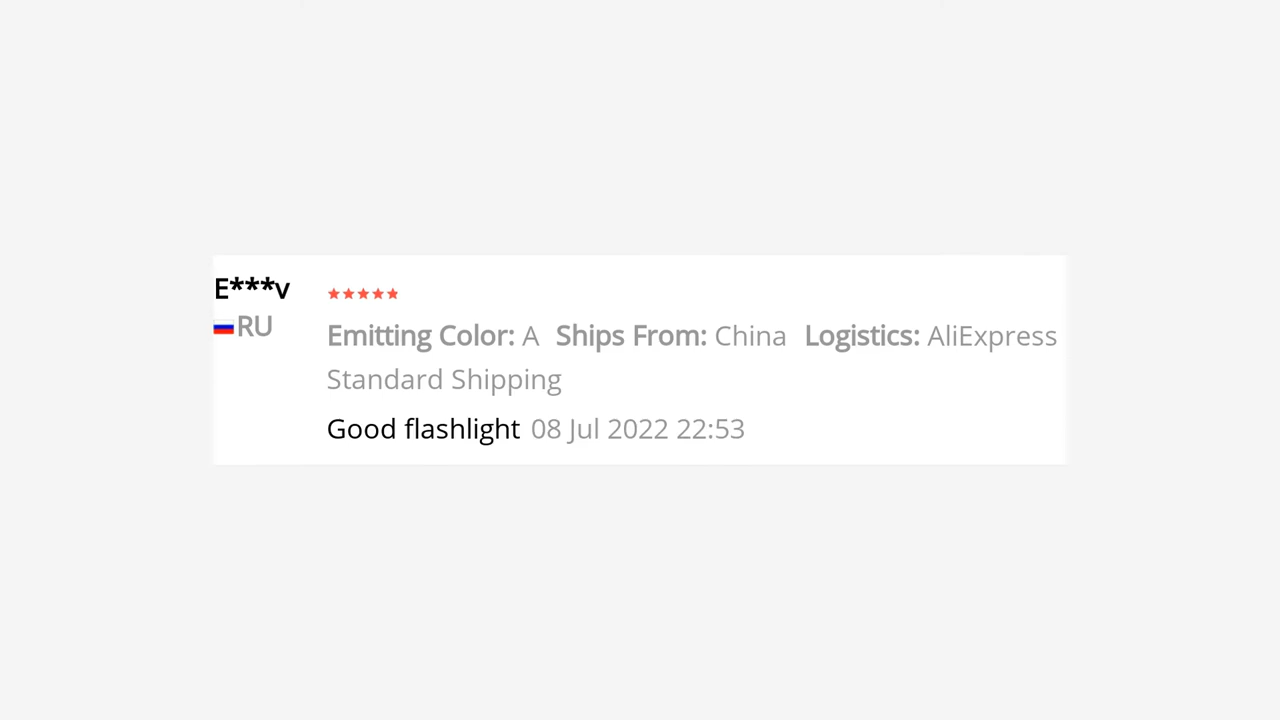 E***v
RU
Emitting Color: A Ships From: China Logistics: AliExpress
Standard Shipping
Good flashlight 08 Jul 2022 22:53